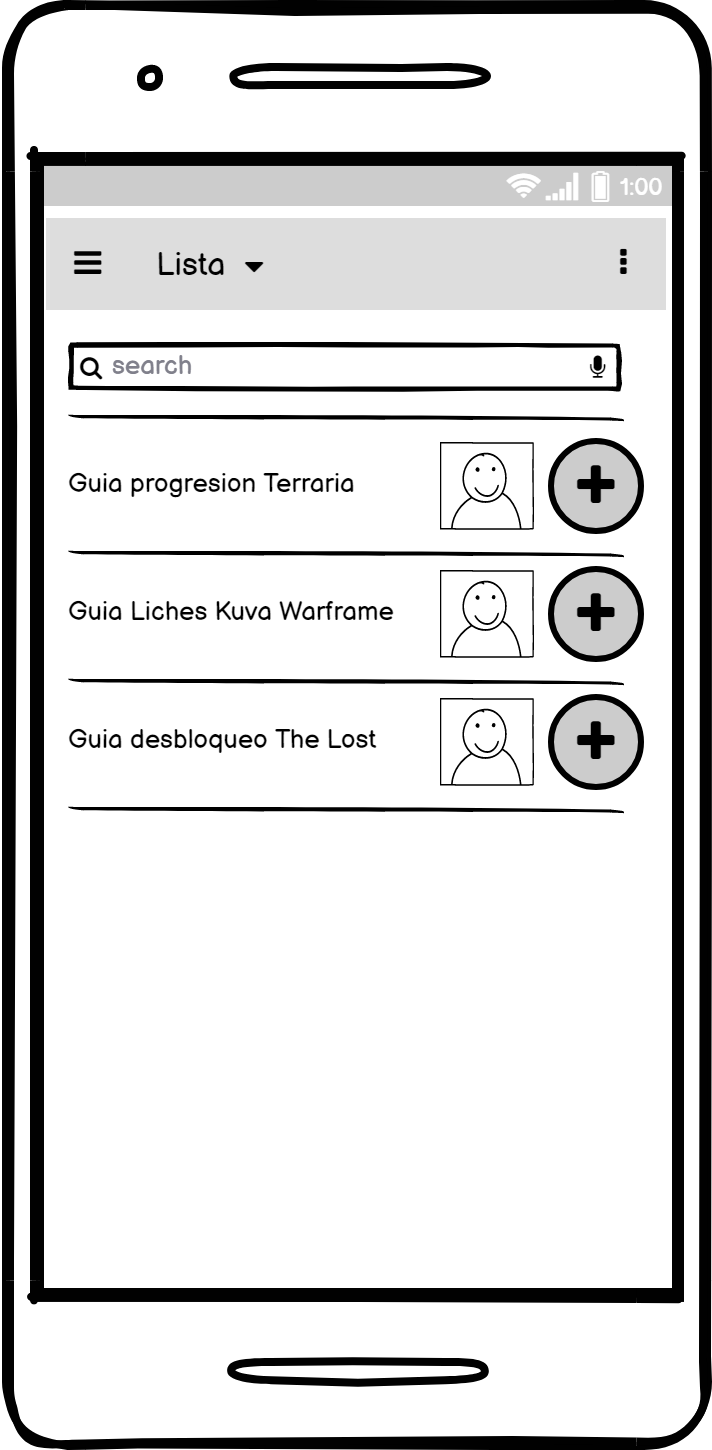 1:00
Lista
search
Guia progresion Terraria
Guia Liches Kuva Warframe
Guia desbloqueo The Lost